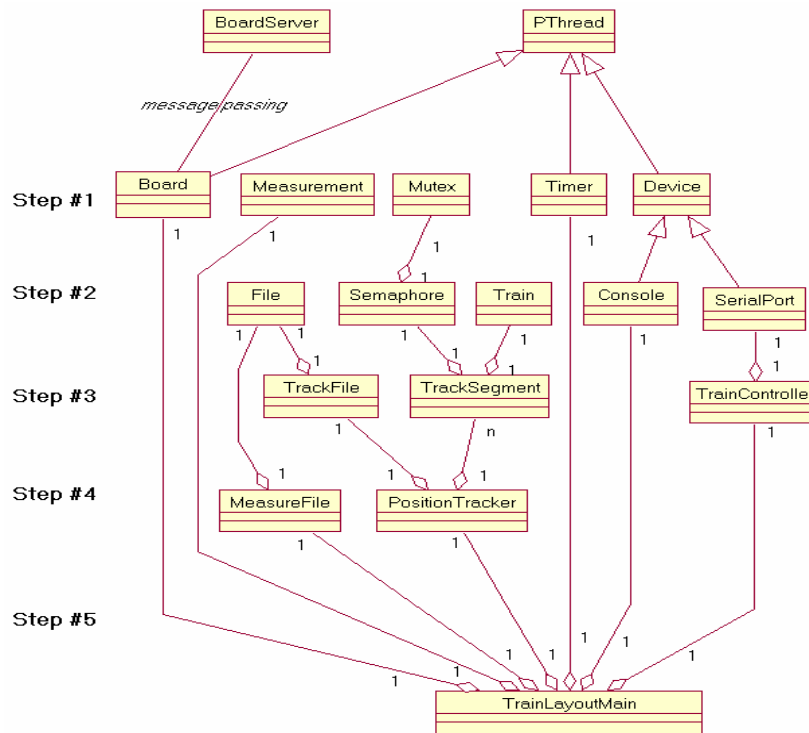 BoardServer
PThread
message passing
Step #1
Board
Measurement
Mutex
Timer
Device
1
1
1
1
1
Step #2
File
Semaphore
Train
Console
SerialPort
1
1
1
1
1
1
1
1
1
1
Step #3
TrackFile
TrackSegment
TrainControlle
1
n
1
1
1
1
Step #4
MeasureFile
PositionTracker
1
1
Step #5
1
1
1
1
1
1
1
TrainLayoutMain